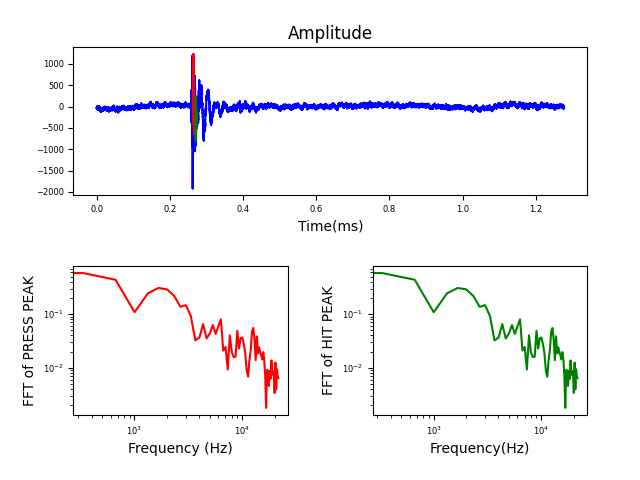 Amplitude
1000
500
0
−500
−1000
−1500
−2000
0.0 0.2 0.4 0.6 0.8 1.0 1.2
Time(ms)
FFT of PRESS PEAK
10⁻¹
10⁻²
10³ 10⁴
Frequency (Hz)
FFT of HIT PEAK
10⁻¹
10⁻²
10³ 10⁴
Frequency(Hz)